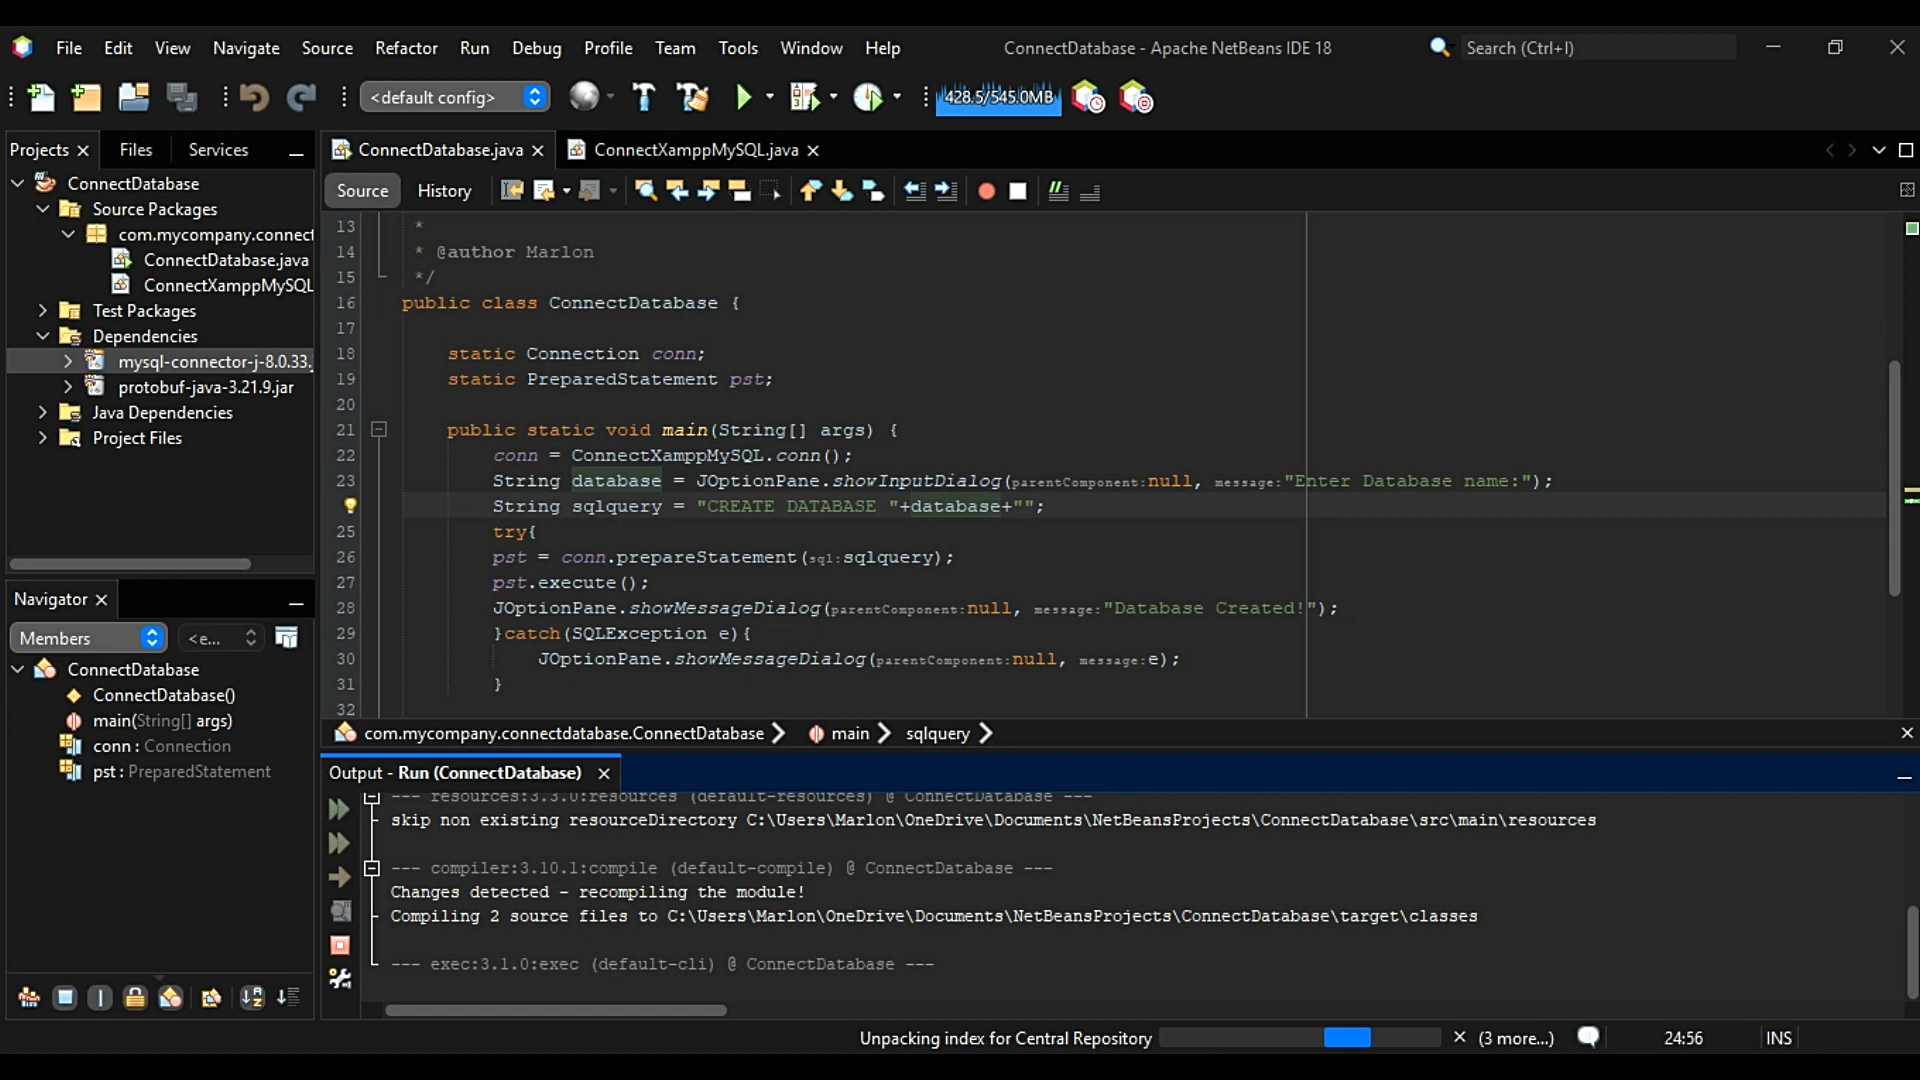 File Edit View Navigate Source Refactor Run Debug Profile Team Tools Window Help ConnectDatabase - Apache NetBeans IDE 18 Search (Ctrl+I)
<default config> 428.5/545.0MB
Projects Files Services ConnectDatabase.java ConnectXamppMySQL.java
Source History
ConnectDatabase
Source Packages
com.mycompany.connect
ConnectDatabase.java
ConnectXamppMySQL
Test Packages
Dependencies
mysql-connector-j-8.0.33.
protobuf-java-3.21.9.jar
Java Dependencies
Project Files
Navigator
Members <e...
ConnectDatabase
ConnectDatabase()
main(String[] args)
conn : Connection
pst : PreparedStatement
13 *
14 * @author Marlon
15 */
16 public class ConnectDatabase {
17
18 static Connection conn;
19 static PreparedStatement pst;
20
21 public static void main(String[] args) {
22 conn = ConnectXamppMySQL.conn();
23 String database = JOptionPane.showInputDialog(parentComponent:null, message:"Enter Database name:");
String sqlquery = "CREATE DATABASE "+database+"";
25 try{
26 pst = conn.prepareStatement(sql:sqlquery);
27 pst.execute();
28 JOptionPane.showMessageDialog(parentComponent:null, message:"Database Created!");
29 }catch(SQLException e){
30 JOptionPane.showMessageDialog(parentComponent:null, message:e);
31 }
32
com.mycompany.connectdatabase.ConnectDatabase main sqlquery
Output - Run (ConnectDatabase)
--- resources:3.3.0:resources (default-resources) @ ConnectDatabase ---
skip non existing resourceDirectory C:\Users\Marlon\OneDrive\Documents\NetBeansProjects\ConnectDatabase\src\main\resources
--- compiler:3.10.1:compile (default-compile) @ ConnectDatabase ---
Changes detected - recompiling the module!
Compiling 2 source files to C:\Users\Marlon\OneDrive\Documents\NetBeansProjects\ConnectDatabase\target\classes
--- exec:3.1.0:exec (default-cli) @ ConnectDatabase ---
Unpacking index for Central Repository (3 more...) 24:56 INS